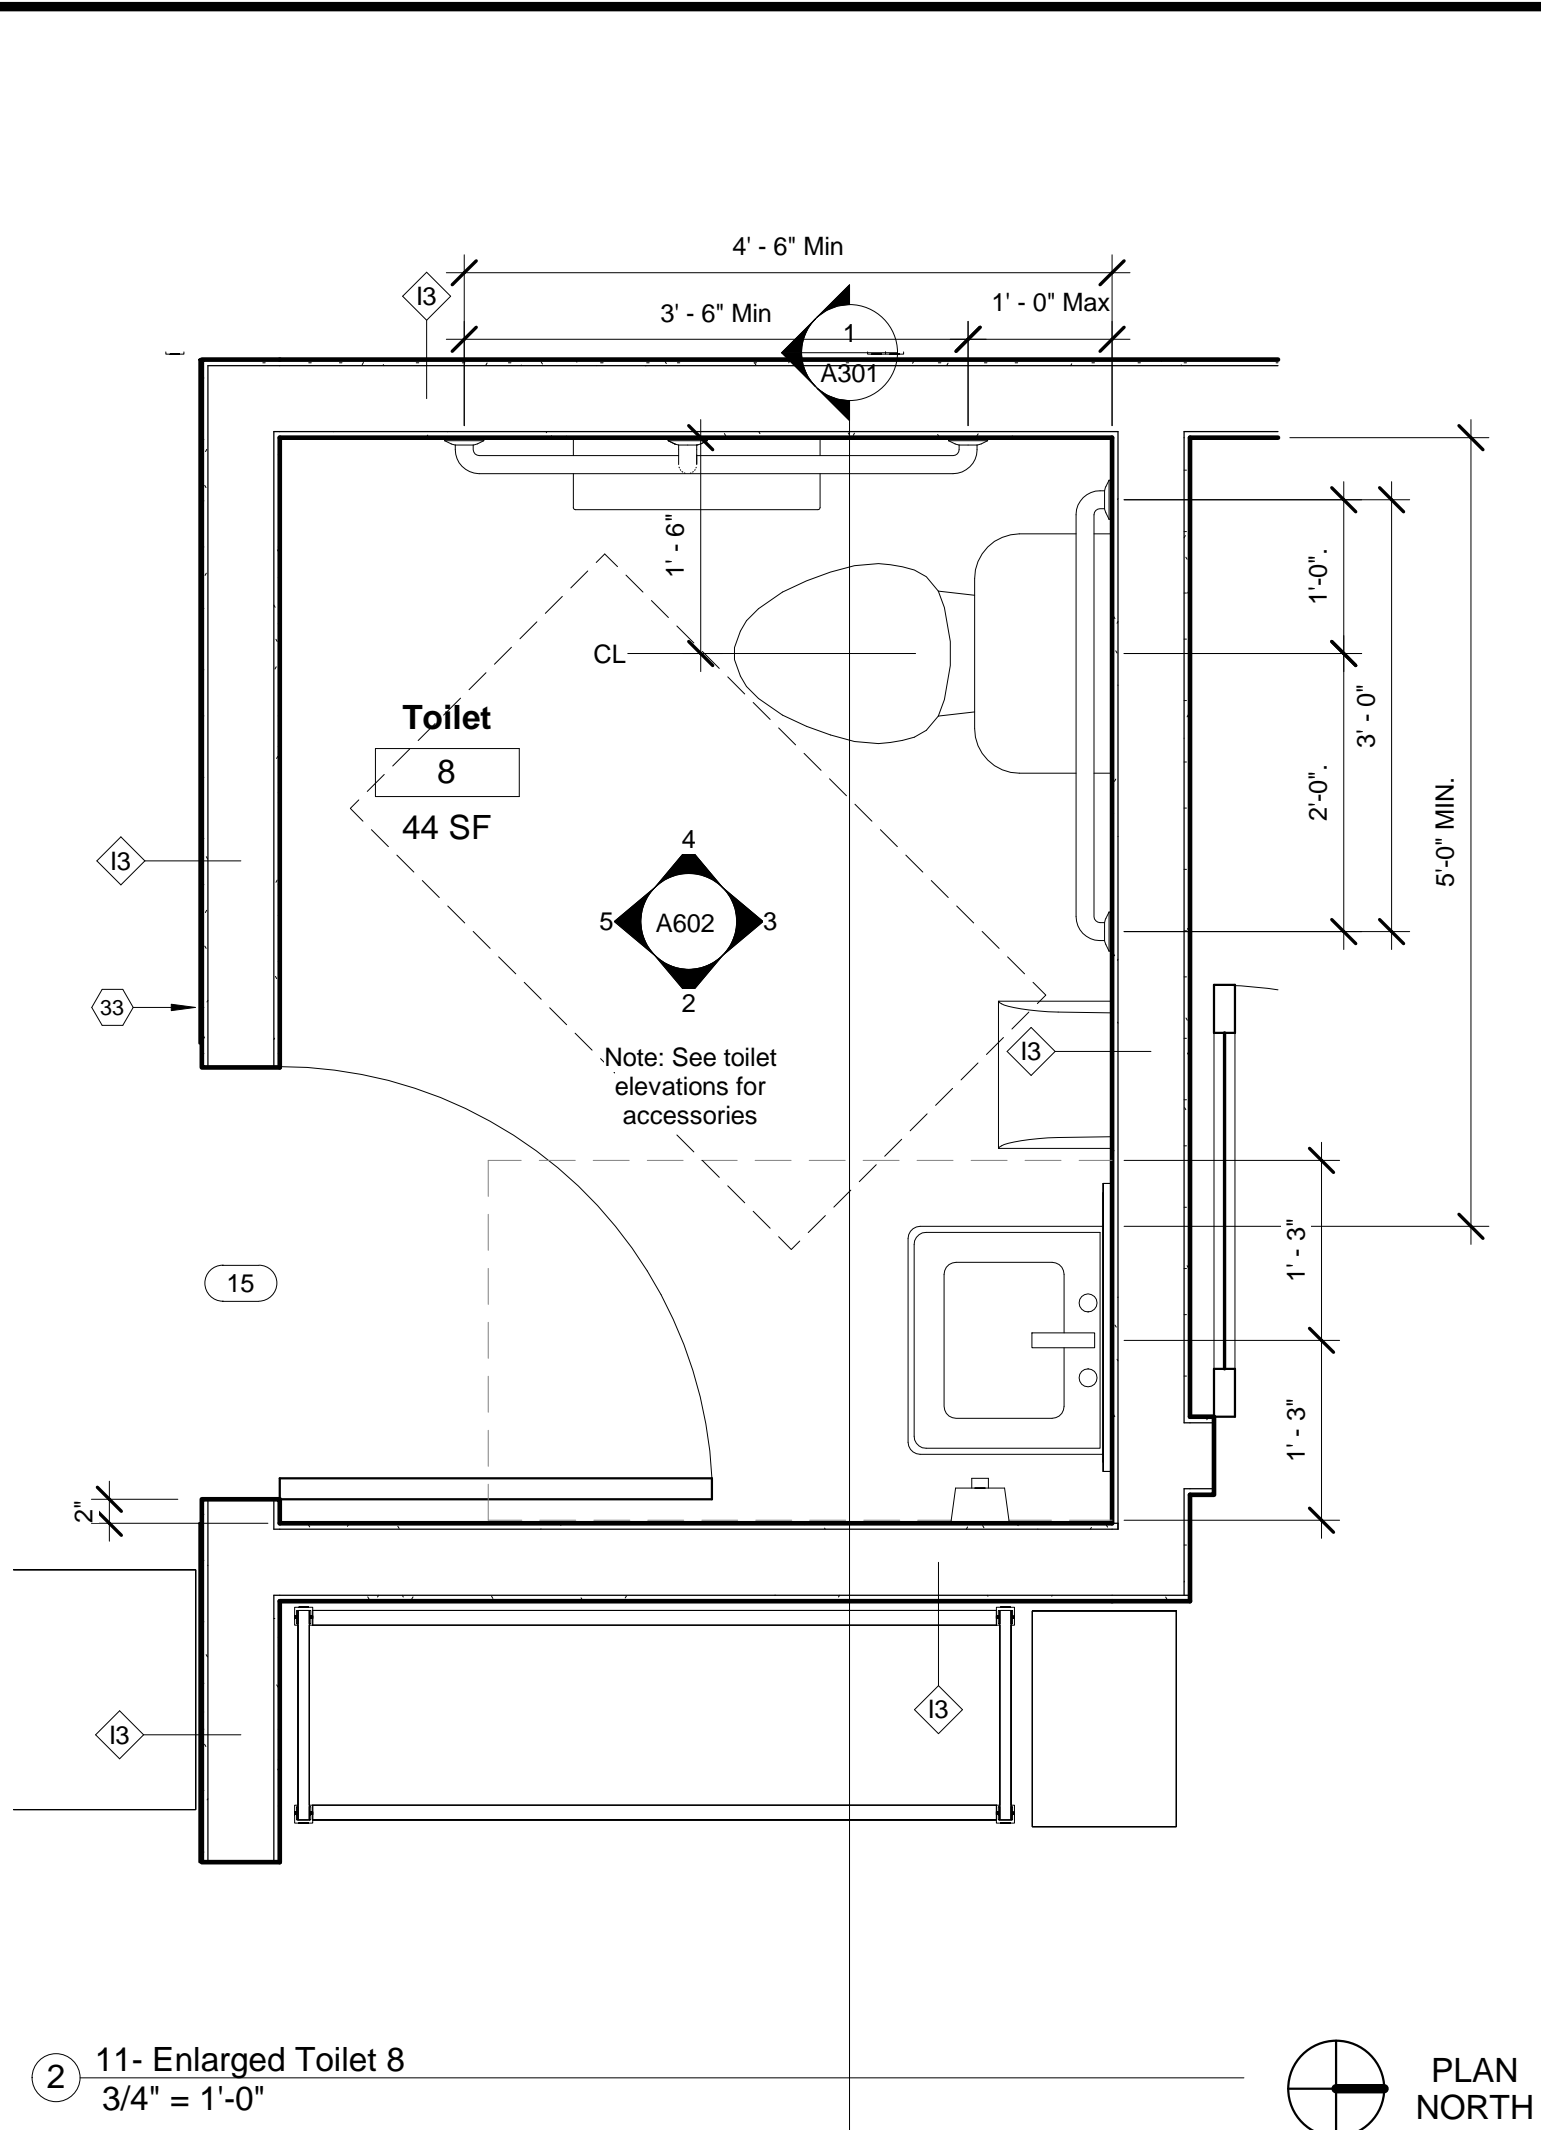 4' - 6" Min
I3
3' - 6" Min
1' - 0" Max
1
A301
1' - 6"
CL
1'-0".
3' - 0"
2'-0".
5'-0" MIN.
Toilet
8
44 SF
I3
4
5
A602
3
2
33
Note: See toilet
elevations for
accessories
I3
15
1' - 3"
1' - 3"
2"
I3
I3
2
11- Enlarged Toilet 8
3/4" = 1'-0"
PLAN
NORTH